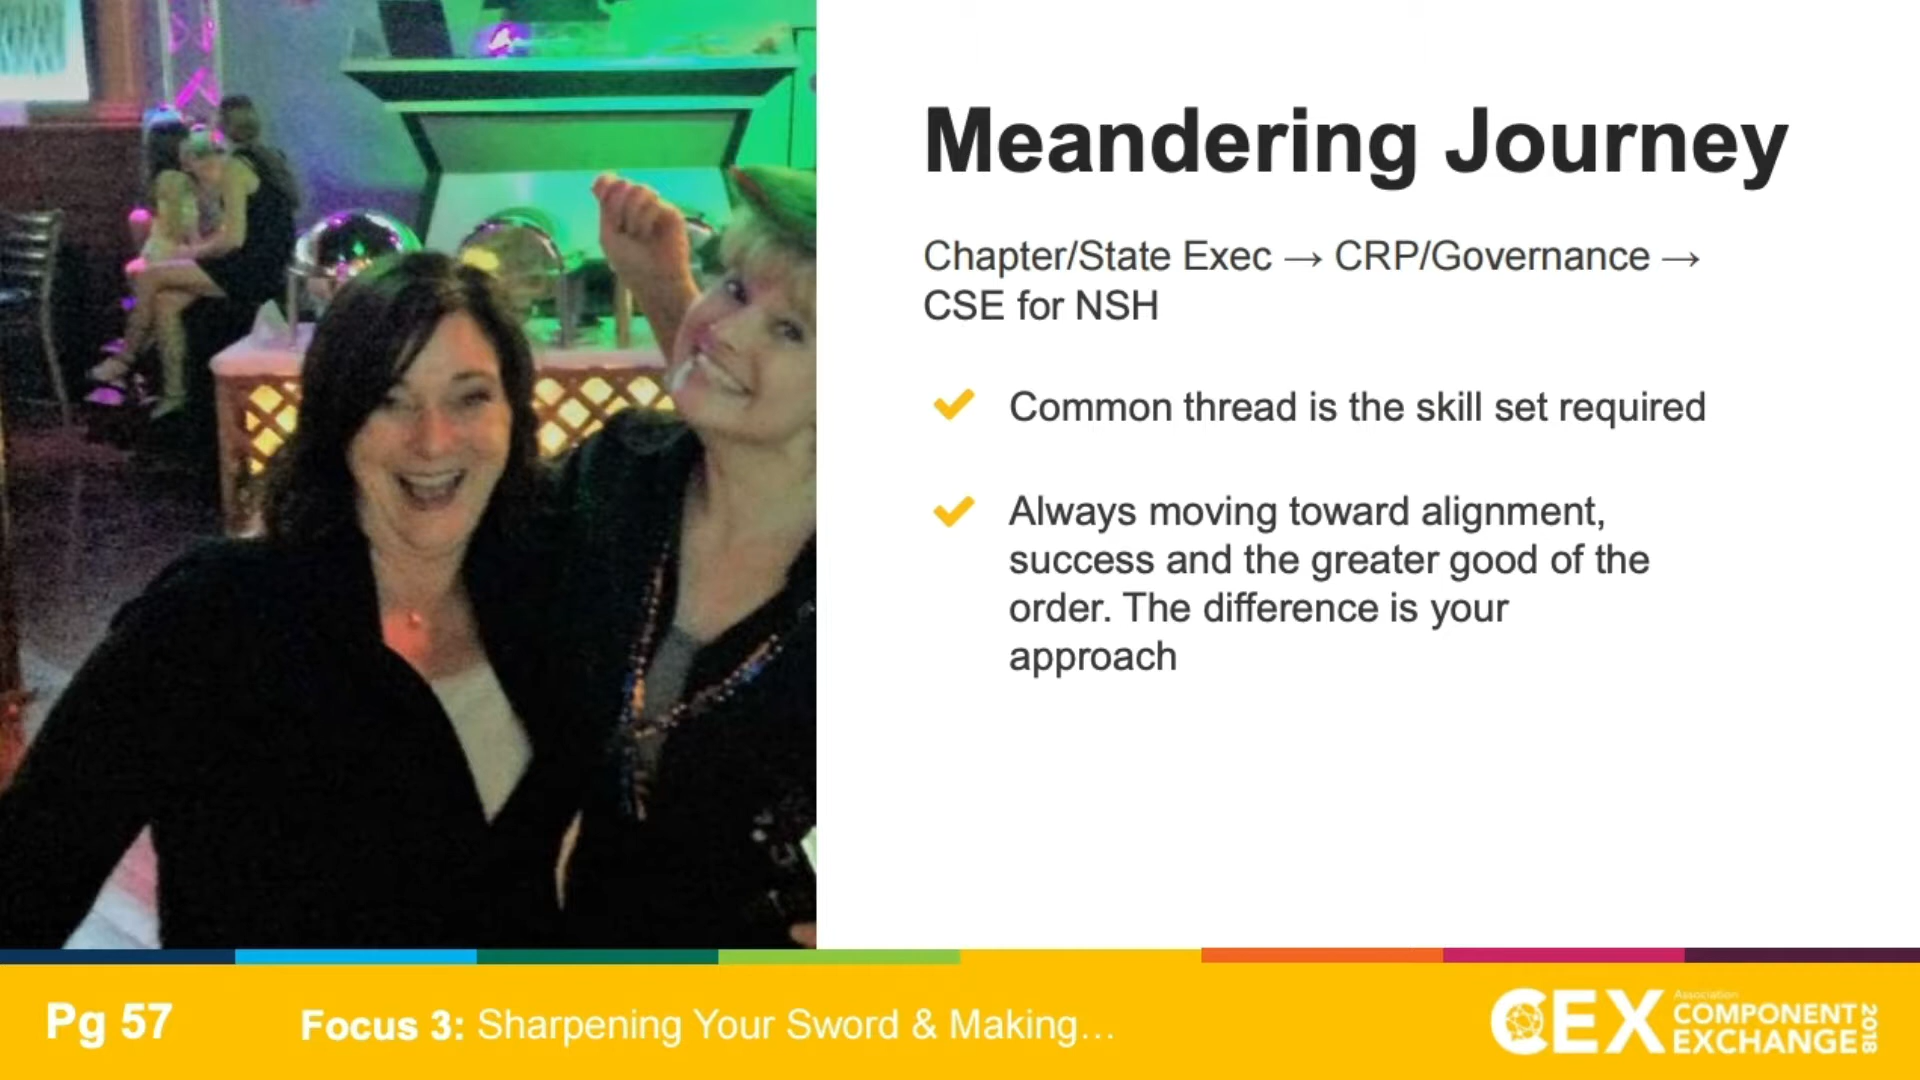 Meandering Journey
Chapter/State Exec → CRP/Governance →
CSE for NSH
Common thread is the skill set required
Always moving toward alignment,
success and the greater good of the
order. The difference is your
approach
Pg 57
Focus 3: Sharpening Your Sword & Making…
CEX
Association
COMPONENT
EXCHANGE
2018